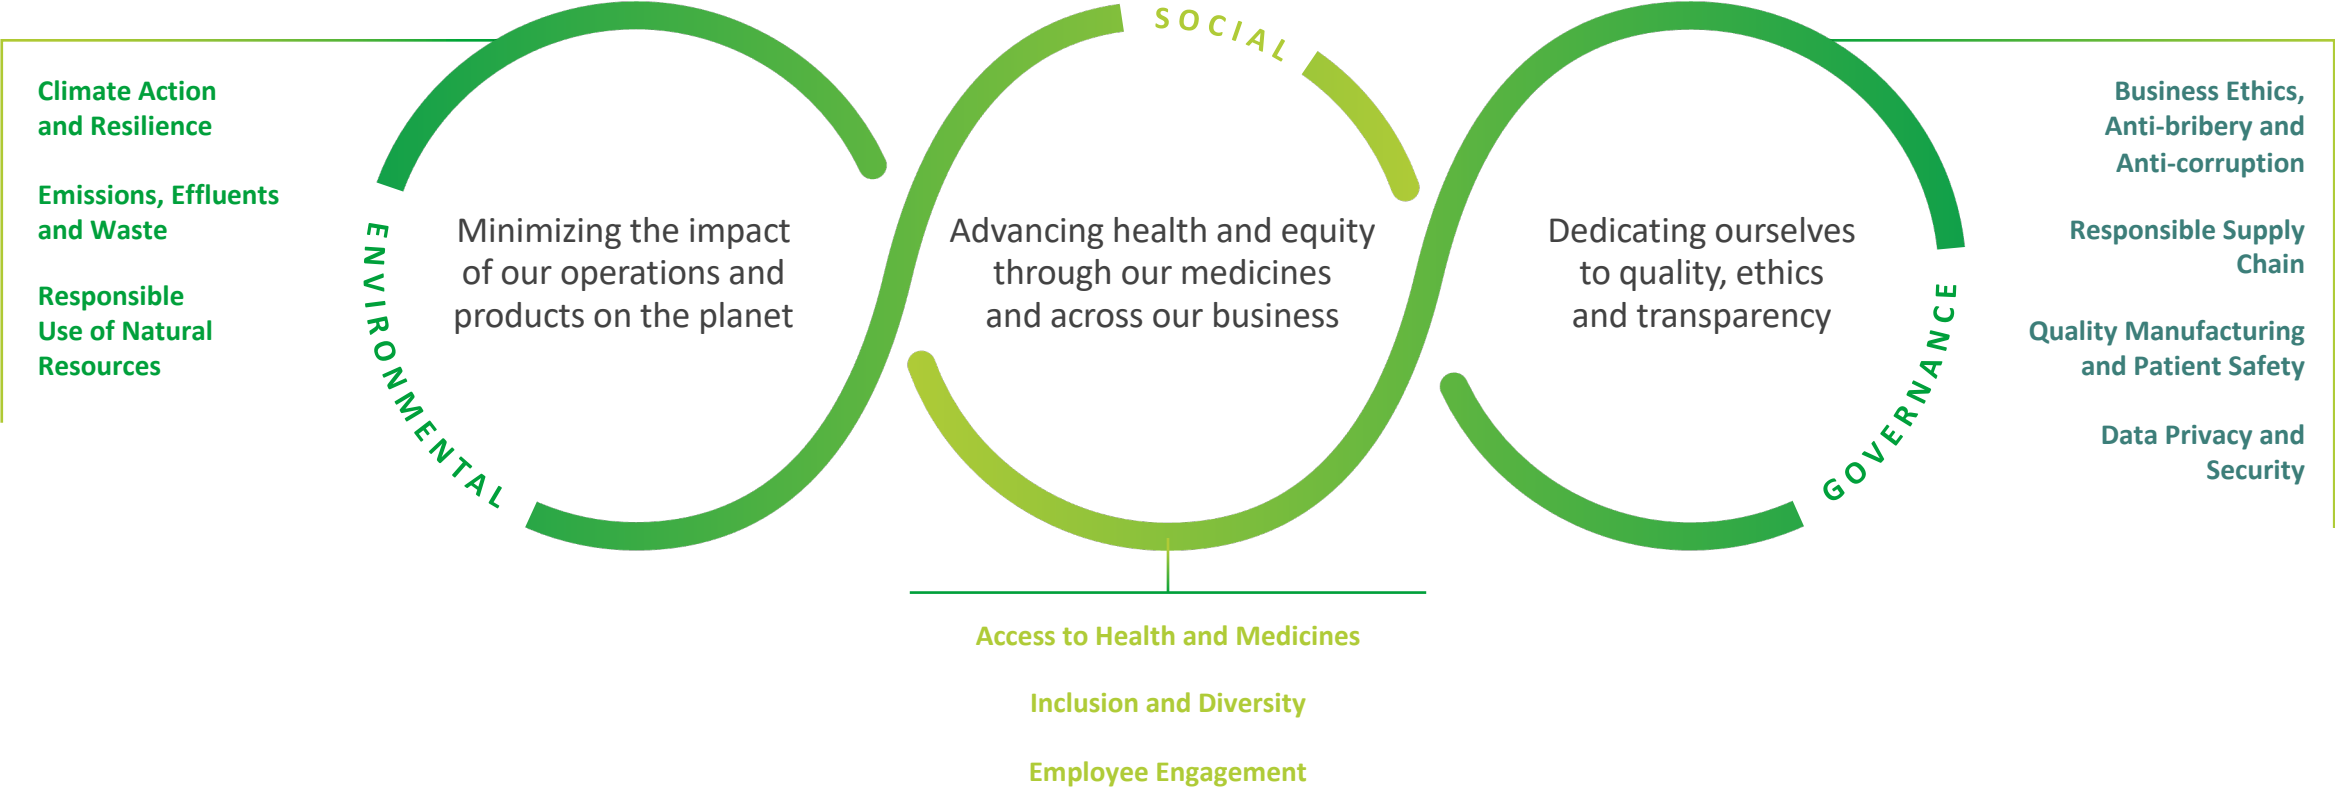 ENVIRONMENTAL
Minimizing the impact
of our operations and
products on the planet
Climate Action
and Resilience
Emissions, Effluents
and Waste
Responsible
Use of Natural
Resources
SOCIAL
Advancing health and equity
through our medicines
and across our business
Access to Health and Medicines
Inclusion and Diversity
Employee Engagement
GOVERNANCE
Dedicating ourselves
to quality, ethics
and transparency
Business Ethics,
Anti-bribery and
Anti-corruption
Responsible Supply
Chain
Quality Manufacturing
and Patient Safety
Data Privacy and
Security